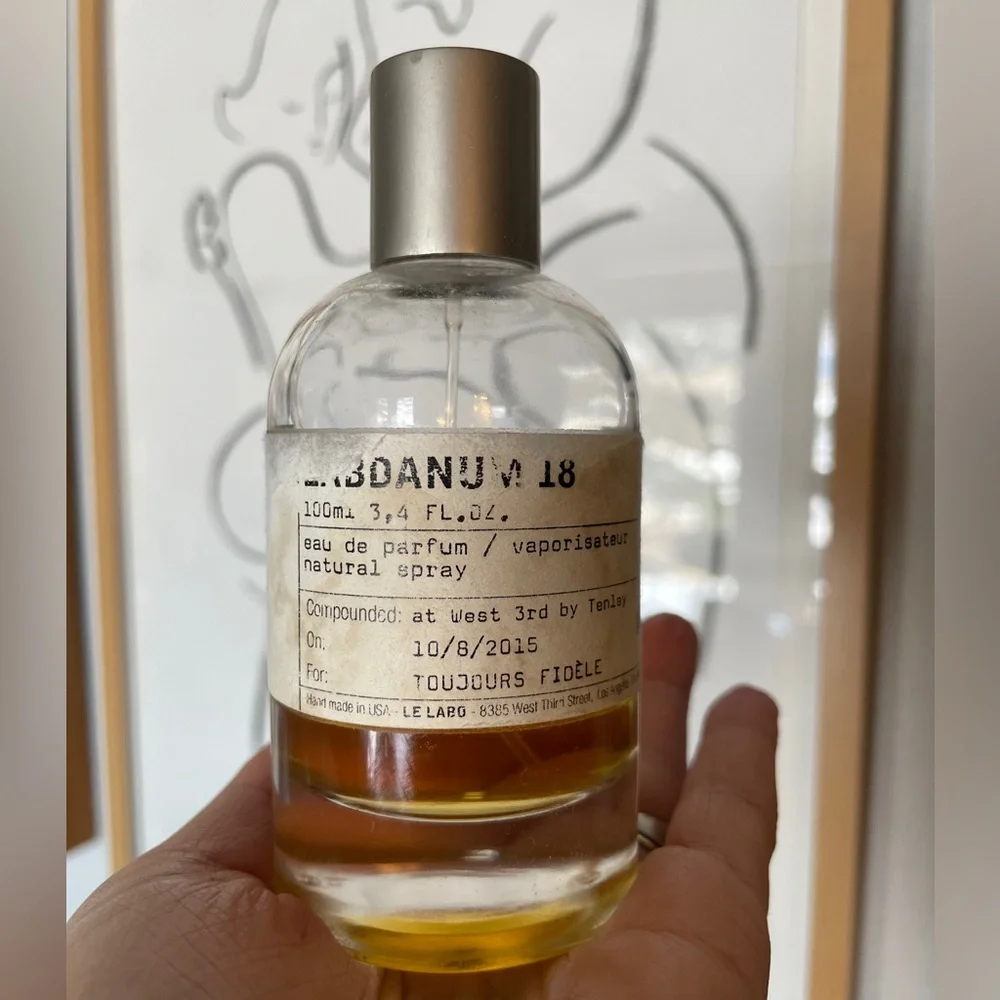 LABDANUM 18
100ml 3,4 FL.OZ.
eau de parfum / vaporisateur
natural spray
Compounded: at West 3rd by Tenley
On: 10/8/2015
For: TOUJOURS FIDÈLE
Hand made in USA - LE LABO - 8385 West Third Street, Los